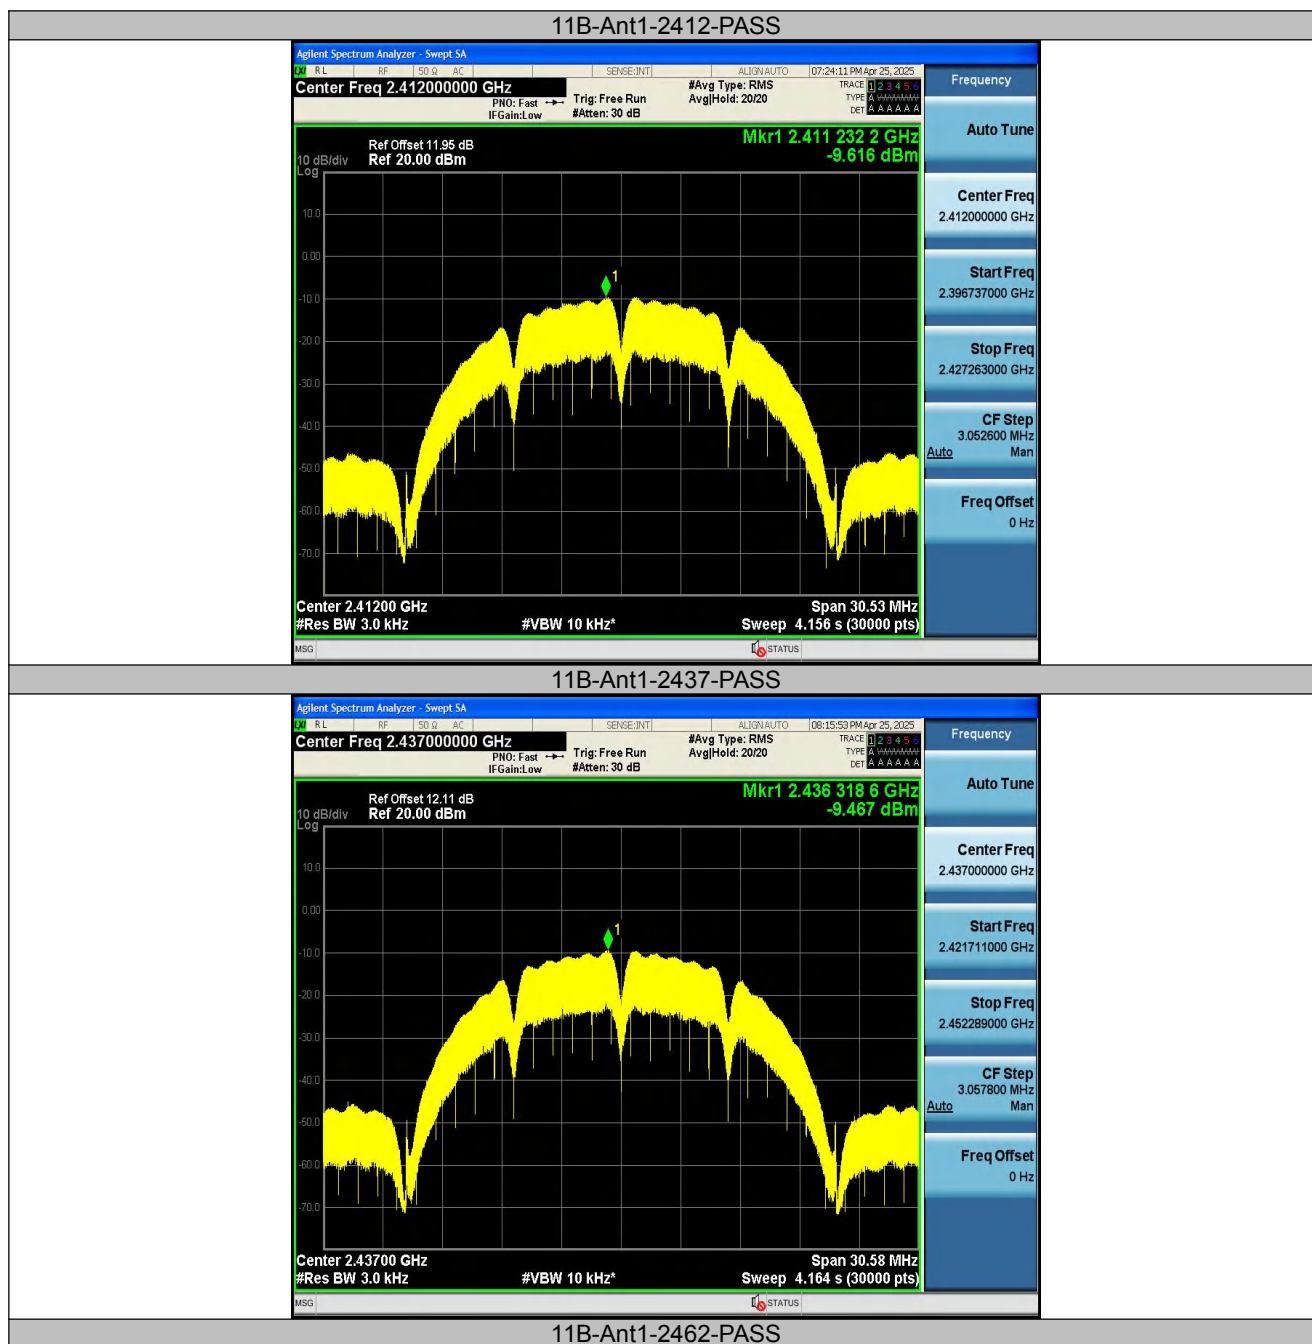 11B-Ant1-2412-PASS
Agilent Spectrum Analyzer - Swept SA
LXI RL RF 50 Ω AC SENSE:INT ALIGN AUTO 07:24:11 PM Apr 25, 2025
Center Freq 2.412000000 GHz
#Avg Type: RMS
TRACE 1 2 3 4 5 6
PNO: Fast Trig: Free Run Avg|Hold: 20/20
TYPE A WWWWW
IFGain:Low #Atten: 30 dB
DET A A A A A A
Frequency
Auto Tune
Center Freq
2.412000000 GHz
Start Freq
2.396737000 GHz
Stop Freq
2.427263000 GHz
CF Step
3.052600 MHz
Auto Man
Freq Offset
0 Hz
Mkr1 2.411 232 2 GHz
-9.616 dBm
Ref Offset 11.95 dB
10 dB/div Ref 20.00 dBm
Log
10.0
0.00
-10.0
-20.0
-30.0
-40.0
-50.0
-60.0
-70.0
1
Center 2.41200 GHz Span 30.53 MHz
#Res BW 3.0 kHz #VBW 10 kHz* Sweep 4.156 s (30000 pts)
MSG STATUS
11B-Ant1-2437-PASS
Agilent Spectrum Analyzer - Swept SA
LXI RL RF 50 Ω AC SENSE:INT ALIGN AUTO 08:15:53 PM Apr 25, 2025
Center Freq 2.437000000 GHz
#Avg Type: RMS
TRACE 1 2 3 4 5 6
PNO: Fast Trig: Free Run Avg|Hold: 20/20
TYPE A WWWWW
IFGain:Low #Atten: 30 dB
DET A A A A A A
Frequency
Auto Tune
Center Freq
2.437000000 GHz
Start Freq
2.421711000 GHz
Stop Freq
2.452289000 GHz
CF Step
3.057800 MHz
Auto Man
Freq Offset
0 Hz
Mkr1 2.436 318 6 GHz
-9.467 dBm
Ref Offset 12.11 dB
10 dB/div Ref 20.00 dBm
Log
10.0
0.00
-10.0
-20.0
-30.0
-40.0
-50.0
-60.0
-70.0
1
Center 2.43700 GHz Span 30.58 MHz
#Res BW 3.0 kHz #VBW 10 kHz* Sweep 4.164 s (30000 pts)
MSG STATUS
11B-Ant1-2462-PASS